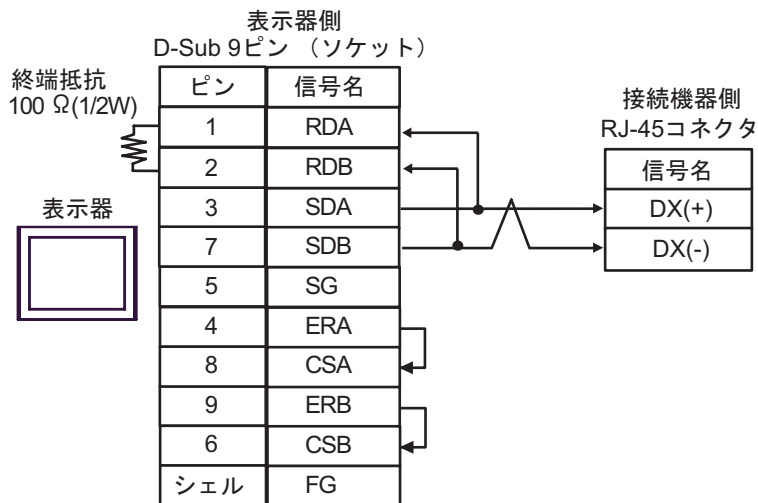 表示器側
D-Sub 9ピン （ソケット）
終端抵抗
100 Ω(1/2W)
表示器
ピン 信号名
1 RDA
2 RDB
3 SDA
7 SDB
5 SG
4 ERA
8 CSA
9 ERB
6 CSB
シェル FG
接続機器側
RJ-45コネクタ
信号名
DX(+)
DX(-)